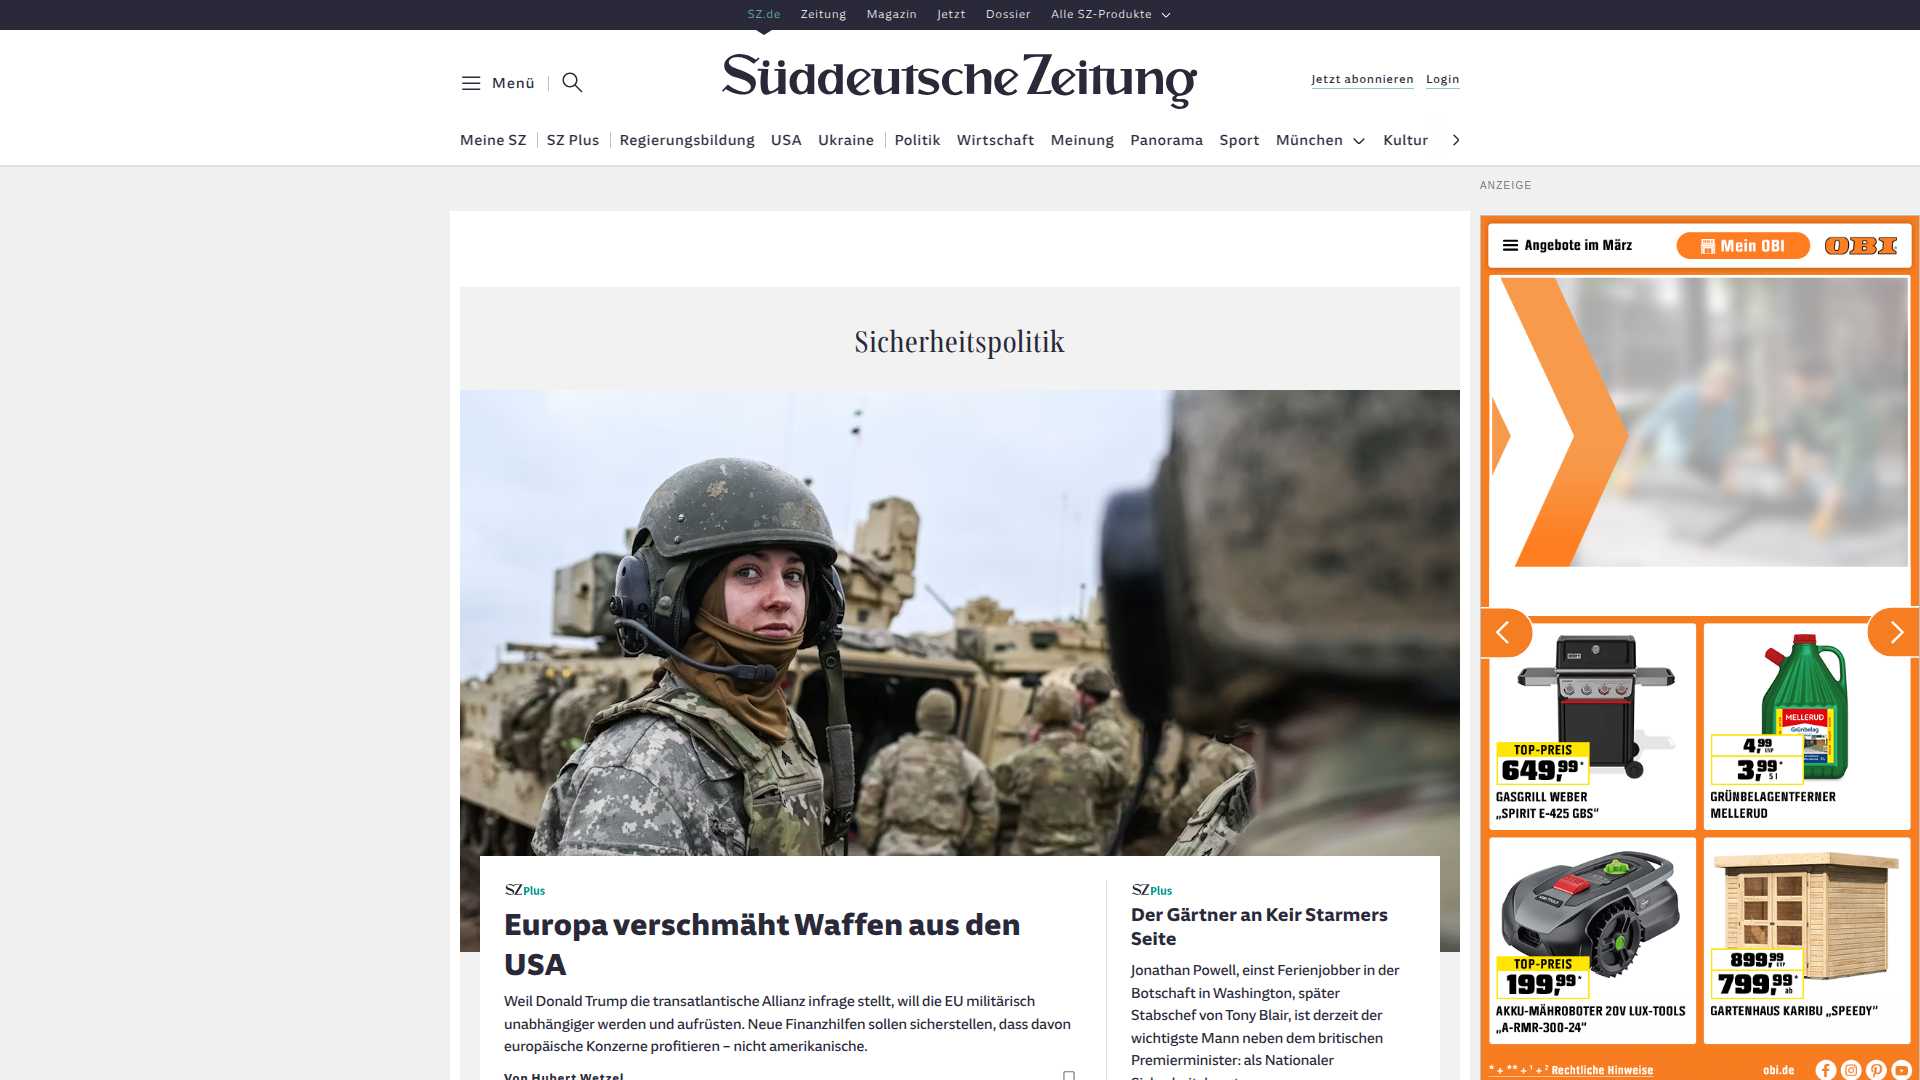 SZ.de Zeitung Magazin Jetzt Dossier Alle SZ-Produkte
Menü
Süddeutsche Zeitung
Jetzt abonnieren Login
Meine SZ SZ Plus Regierungsbildung USA Ukraine Politik Wirtschaft Meinung Panorama Sport München Kultur
ANZEIGE
Angebote im März
Mein OBI
OBI
Sicherheitspolitik
SZ Plus
Europa verschmäht Waffen aus den
USA
Weil Donald Trump die transatlantische Allianz infrage stellt, will die EU militärisch
unabhängiger werden und aufrüsten. Neue Finanzhilfen sollen sicherstellen, dass davon
europäische Konzerne profitieren – nicht amerikanische.
Von Hubert Wetzel
SZ Plus
Der Gärtner an Keir Starmers
Seite
Jonathan Powell, einst Ferienjobber in der
Botschaft in Washington, später
Stabschef von Tony Blair, ist derzeit der
wichtigste Mann neben dem britischen
Premierminister: als Nationaler
TOP-PREIS
649,99*
GASGRILL WEBER
„SPIRIT E-425 GBS“
MELLERUD
Grünbelag
4,99 UVP
3,99* 5 l
GRÜNBELAGENTFERNER
MELLERUD
TOP-PREIS
199,99*
AKKU-MÄHROBOTER 20V LUX-TOOLS
„A-RMR-300-24“
899,99 UVP
799,99* ab
GARTENHAUS KARIBU „SPEEDY“
* + ** + ¹ + ² Rechtliche Hinweise
obi.de